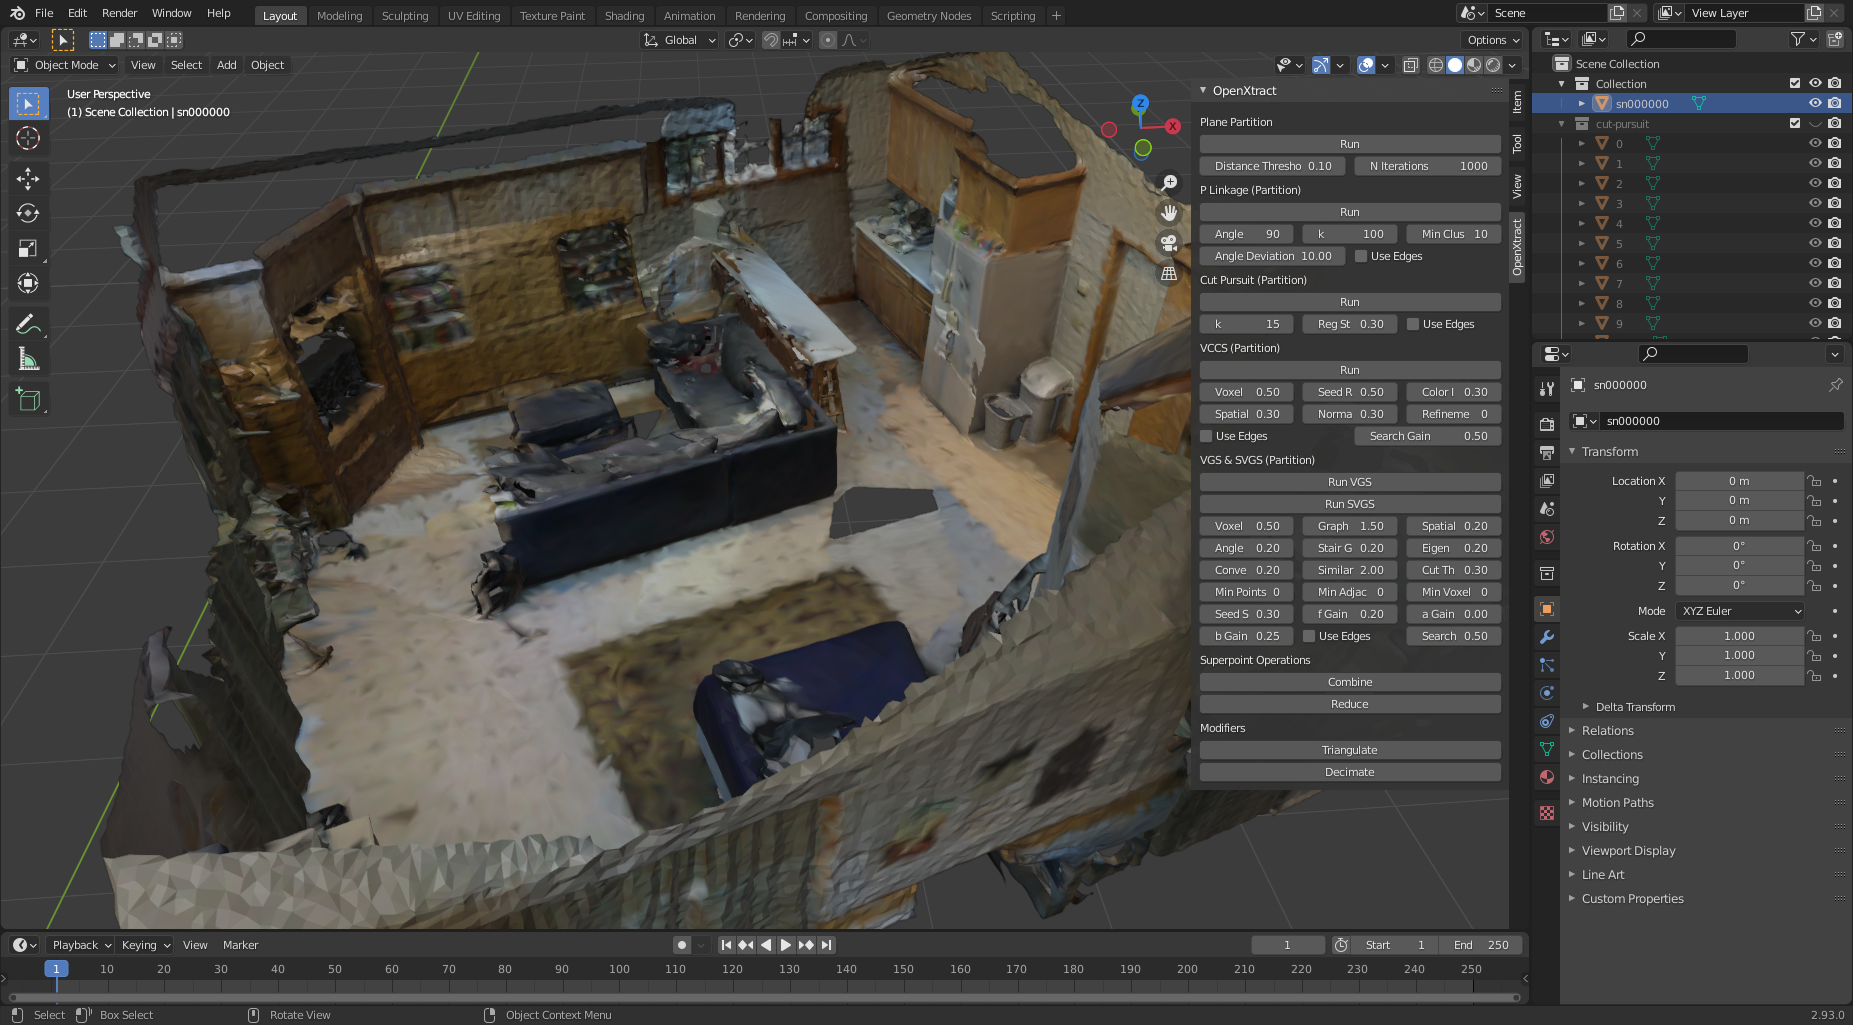 File Edit Render Window Help Layout Modeling Sculpting UV Editing Texture Paint Shading Animation Rendering Compositing Geometry Nodes Scripting + Scene View Layer
Global Options
Object Mode View Select Add Object
User Perspective
(1) Scene Collection | sn000000
Z
X
OpenXtract
Plane Partition
Run
Distance Thresho 0.10 N Iterations 1000
P Linkage (Partition)
Run
Angle 90 k 100 Min Clus 10
Angle Deviation 10.00 Use Edges
Cut Pursuit (Partition)
Run
k 15 Reg St 0.30 Use Edges
VCCS (Partition)
Run
Voxel 0.50 Seed R 0.50 Color I 0.30
Spatial 0.30 Norma 0.30 Refineme 0
Use Edges Search Gain 0.50
VGS & SVGS (Partition)
Run VGS
Run SVGS
Voxel 0.50 Graph 1.50 Spatial 0.20
Angle 0.20 Stair G 0.20 Eigen 0.20
Conve 0.20 Similar 2.00 Cut Th 0.30
Min Points 0 Min Adjac 0 Min Voxel 0
Seed S 0.30 f Gain 0.20 a Gain 0.00
b Gain 0.25 Use Edges Search 0.50
Superpoint Operations
Combine
Reduce
Modifiers
Triangulate
Decimate
Item
Tool
View
OpenXtract
Scene Collection
Collection
sn000000
cut-pursuit
0
1
2
3
4
5
6
7
8
9
sn000000
sn000000
Transform
Location X 0 m
Y 0 m
Z 0 m
Rotation X 0°
Y 0°
Z 0°
Mode XYZ Euler
Scale X 1.000
Y 1.000
Z 1.000
Delta Transform
Relations
Collections
Instancing
Motion Paths
Visibility
Viewport Display
Line Art
Custom Properties
Playback Keying View Marker 1 Start 1 End 250
1 10 20 30 40 50 60 70 80 90 100 110 120 130 140 150 160 170 180 190 200 210 220 230 240 250
Select Box Select Rotate View Object Context Menu 2.93.0